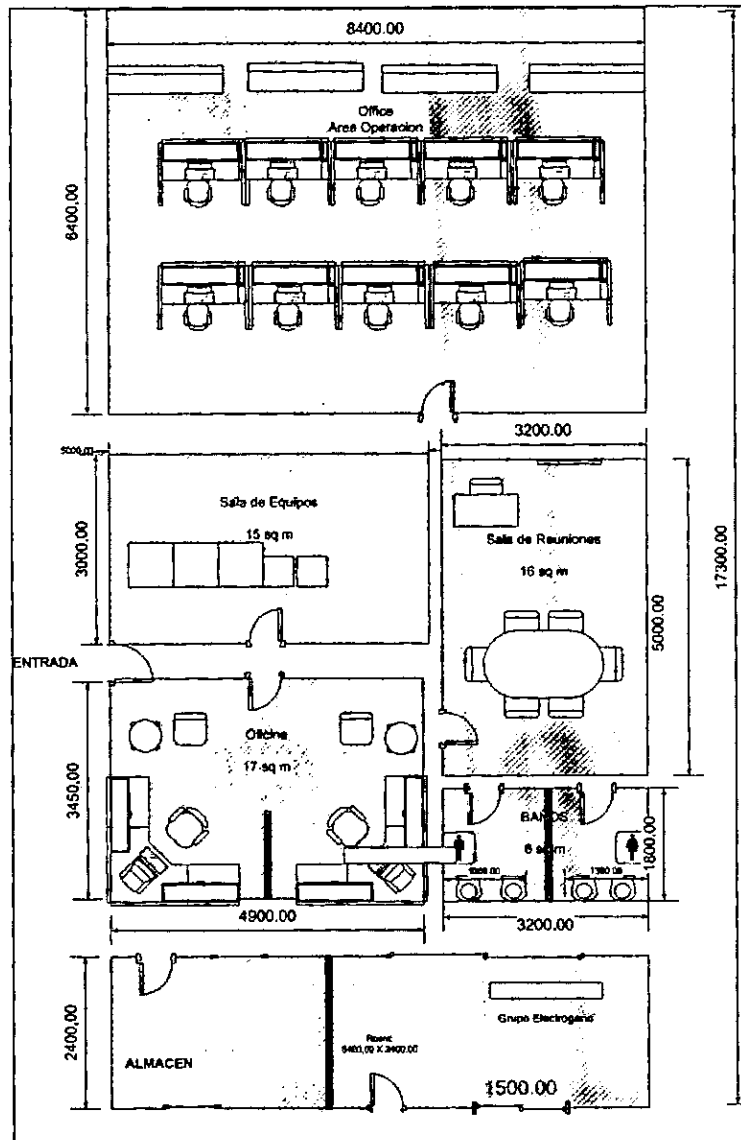 8400.00
Office
Area Operacion
6400,00
3200.00
Sala de Equipos
15 sq m
3000,00
Sala de Reuniones
16 sq m
5000.00
17300.00
ENTRADA
Oficina
17 sq m
3450,00
BAÑOS
6 sq m
1800.00
4900.00
3200.00
2400,00
ALMACEN
Grupo Electrogeno
1500.00